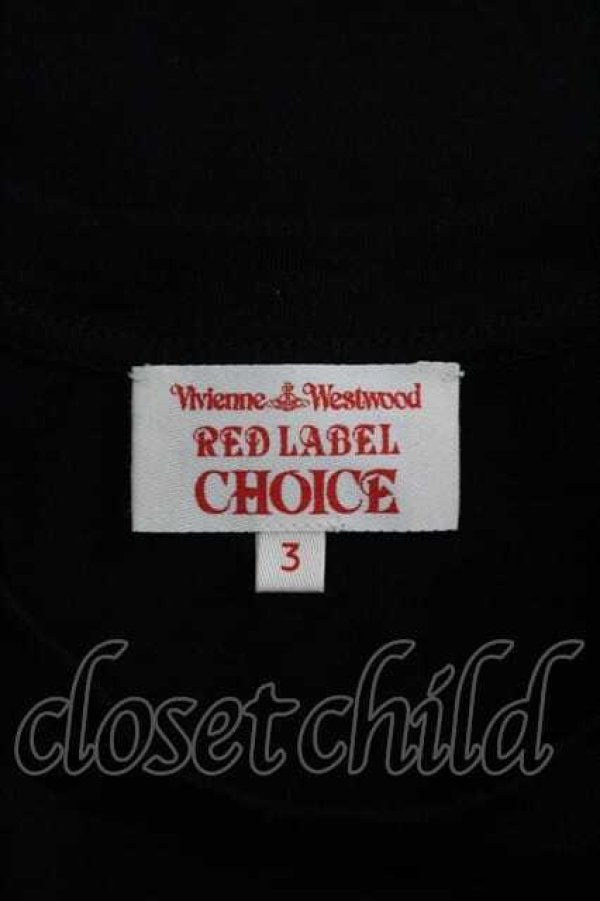 Vivienne Westwood
RED LABEL
CHOICE
3
closet child